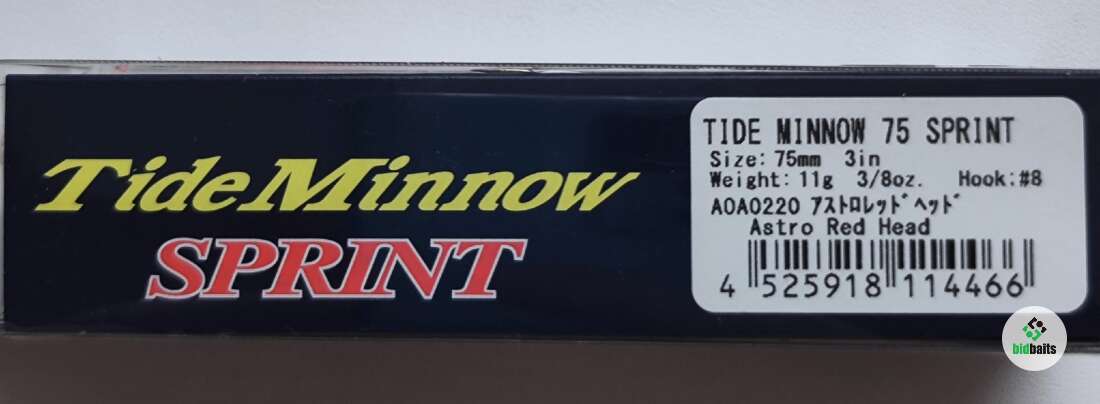 Tide Minnow
SPRINT
TIDE MINNOW 75 SPRINT
Size: 75mm 3in
Weight: 11g 3/8oz. Hook:#8
AOA0220 アストロレッドヘッド
Astro Red Head
4 525918 114466
bidbaits